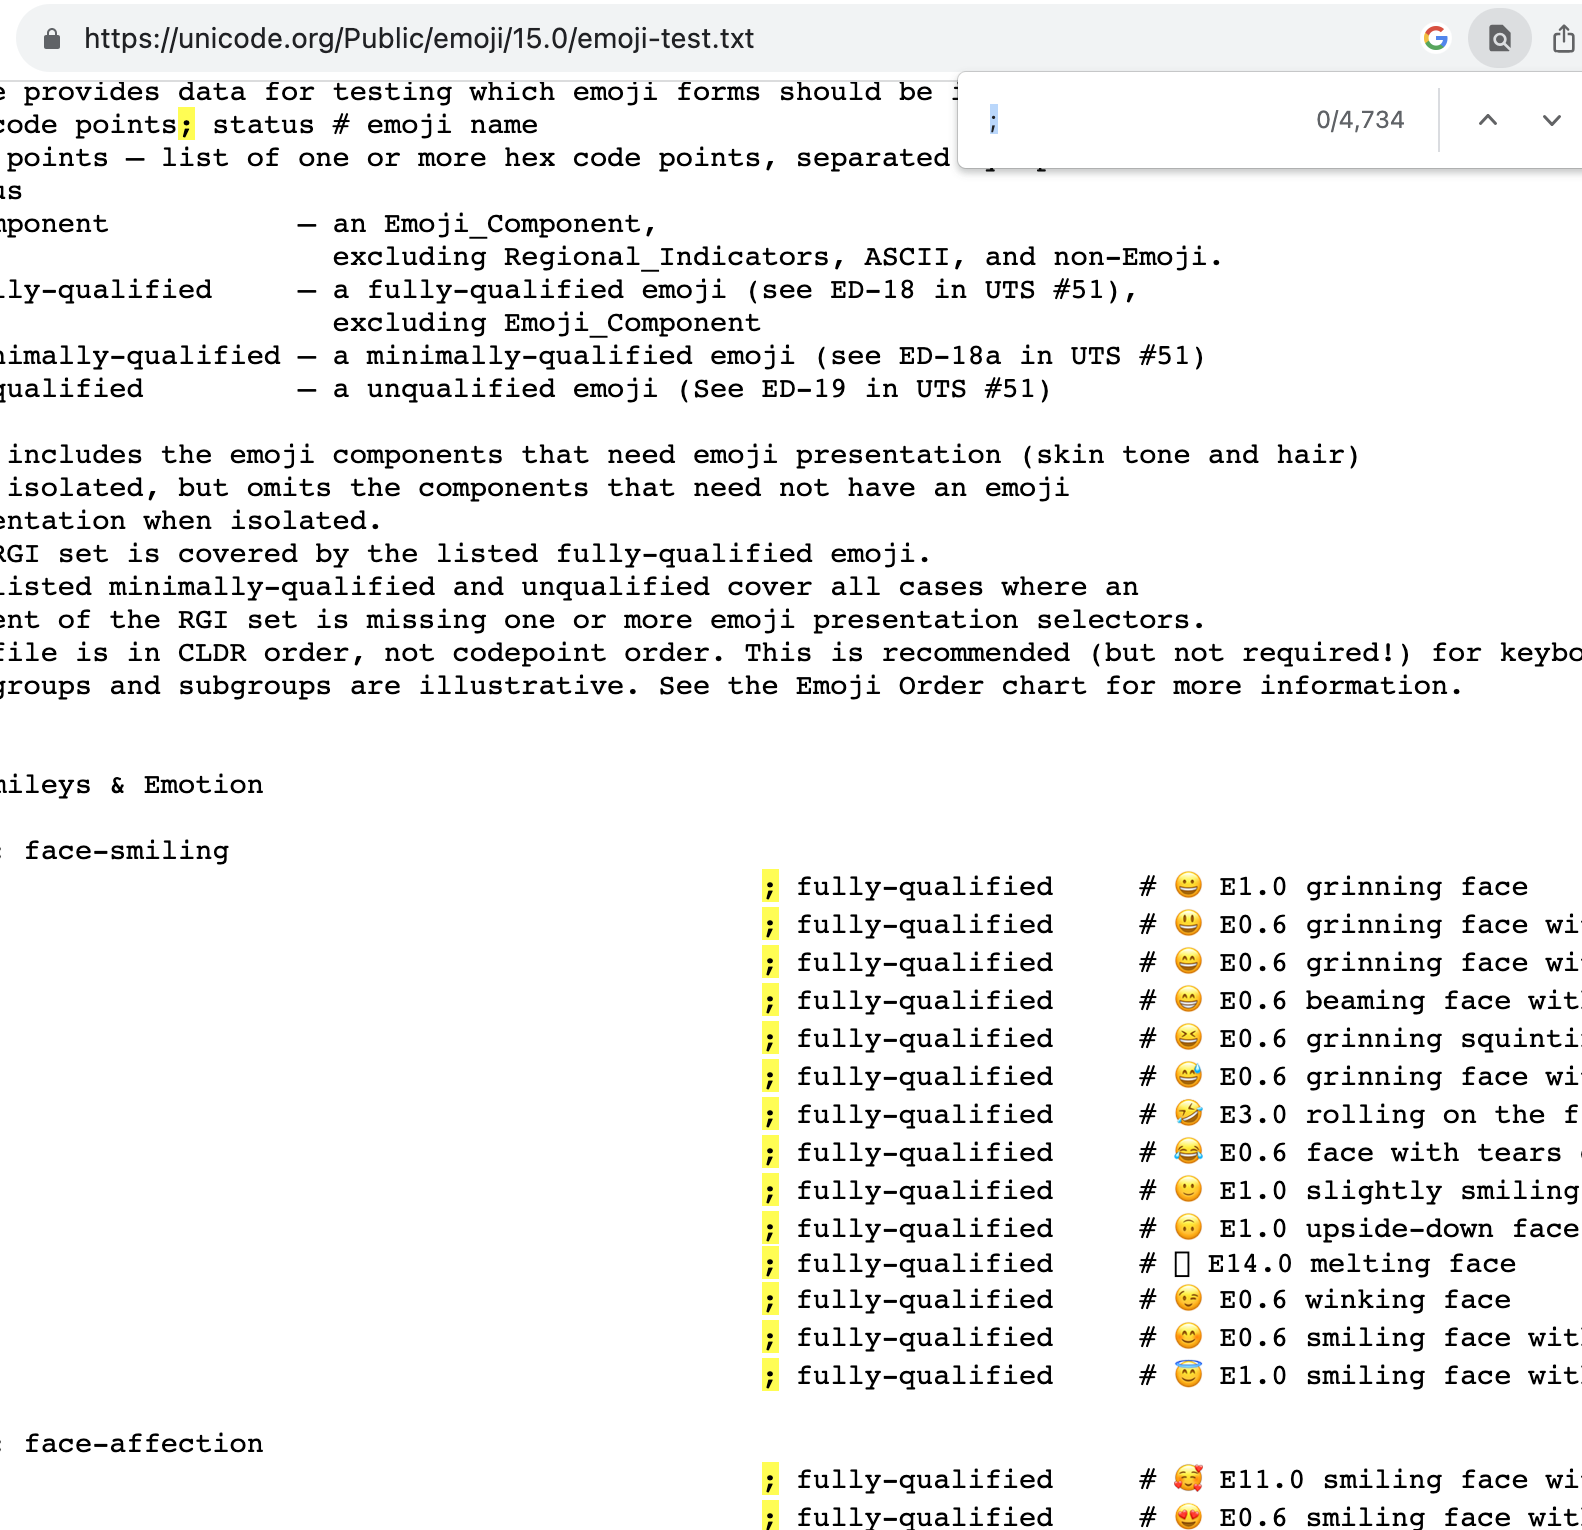 https://unicode.org/Public/emoji/15.0/emoji-test.txt
; 0/4,734
provides data for testing which emoji forms should be
code points; status # emoji name
points – list of one or more hex code points, separated
us
mponent – an Emoji_Component,
excluding Regional_Indicators, ASCII, and non-Emoji.
lly-qualified – a fully-qualified emoji (see ED-18 in UTS #51),
excluding Emoji_Component
nimally-qualified – a minimally-qualified emoji (see ED-18a in UTS #51)
qualified – a unqualified emoji (See ED-19 in UTS #51)
includes the emoji components that need emoji presentation (skin tone and hair)
isolated, but omits the components that need not have an emoji
entation when isolated.
RGI set is covered by the listed fully-qualified emoji.
listed minimally-qualified and unqualified cover all cases where an
ent of the RGI set is missing one or more emoji presentation selectors.
file is in CLDR order, not codepoint order. This is recommended (but not required!) for keybo
groups and subgroups are illustrative. See the Emoji Order chart for more information.
mileys & Emotion
: face-smiling
; fully-qualified # 😀 E1.0 grinning face
; fully-qualified # 😃 E0.6 grinning face wi
; fully-qualified # 😄 E0.6 grinning face wi
; fully-qualified # 😁 E0.6 beaming face wit
; fully-qualified # 😆 E0.6 grinning squinti
; fully-qualified # 😅 E0.6 grinning face wi
; fully-qualified # 🤣 E3.0 rolling on the f
; fully-qualified # 😂 E0.6 face with tears
; fully-qualified # 🙂 E1.0 slightly smiling
; fully-qualified # 🙃 E1.0 upside-down face
; fully-qualified # E14.0 melting face
; fully-qualified # 😉 E0.6 winking face
; fully-qualified # 😊 E0.6 smiling face wit
; fully-qualified # 😇 E1.0 smiling face wit
: face-affection
; fully-qualified # 🥰 E11.0 smiling face wi
; fully-qualified # 😍 E0.6 smiling face wit